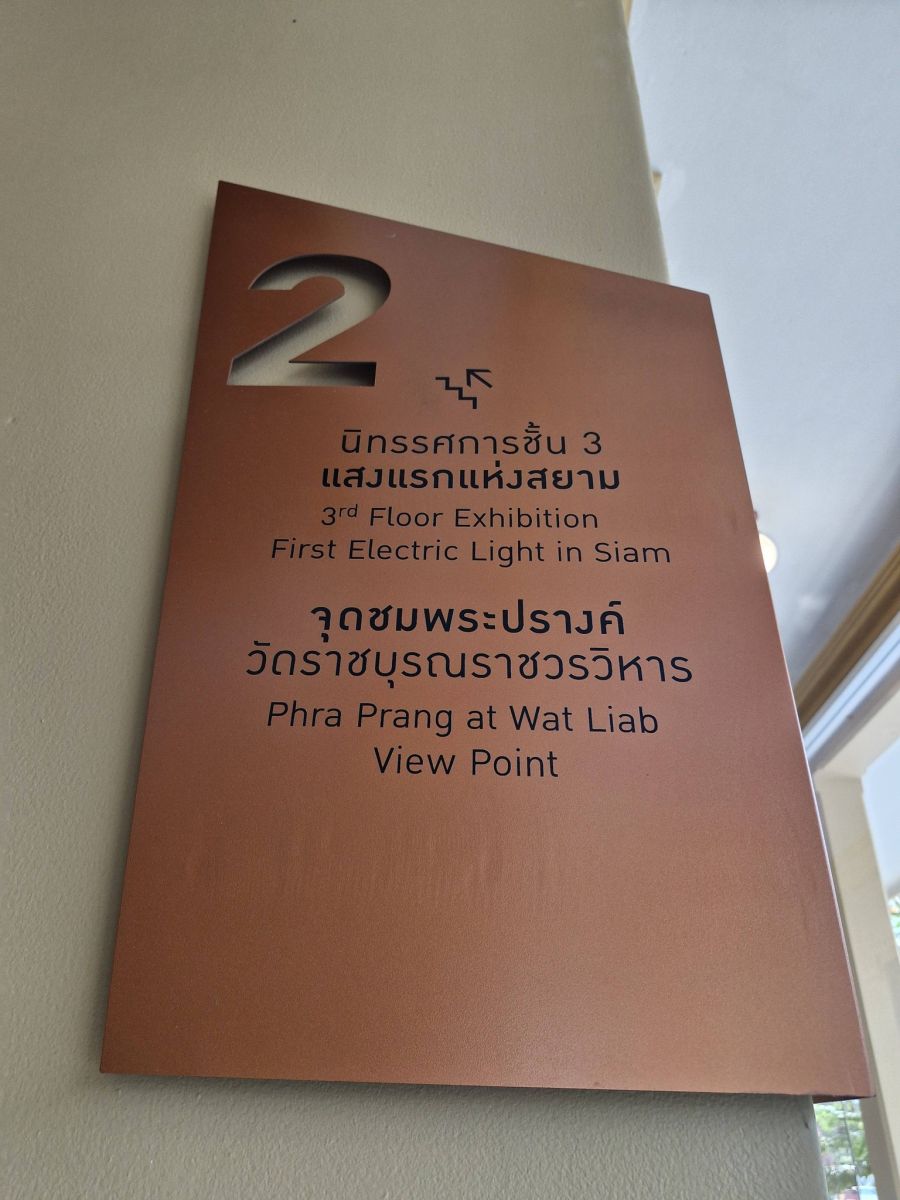 2
นิทรรศการชั้น 3
แสงแรกแห่งสยาม
3rd Floor Exhibition
First Electric Light in Siam
จุดชมพระปรางค์
วัดราชบุรณราชวรวิหาร
Phra Prang at Wat Liab
View Point